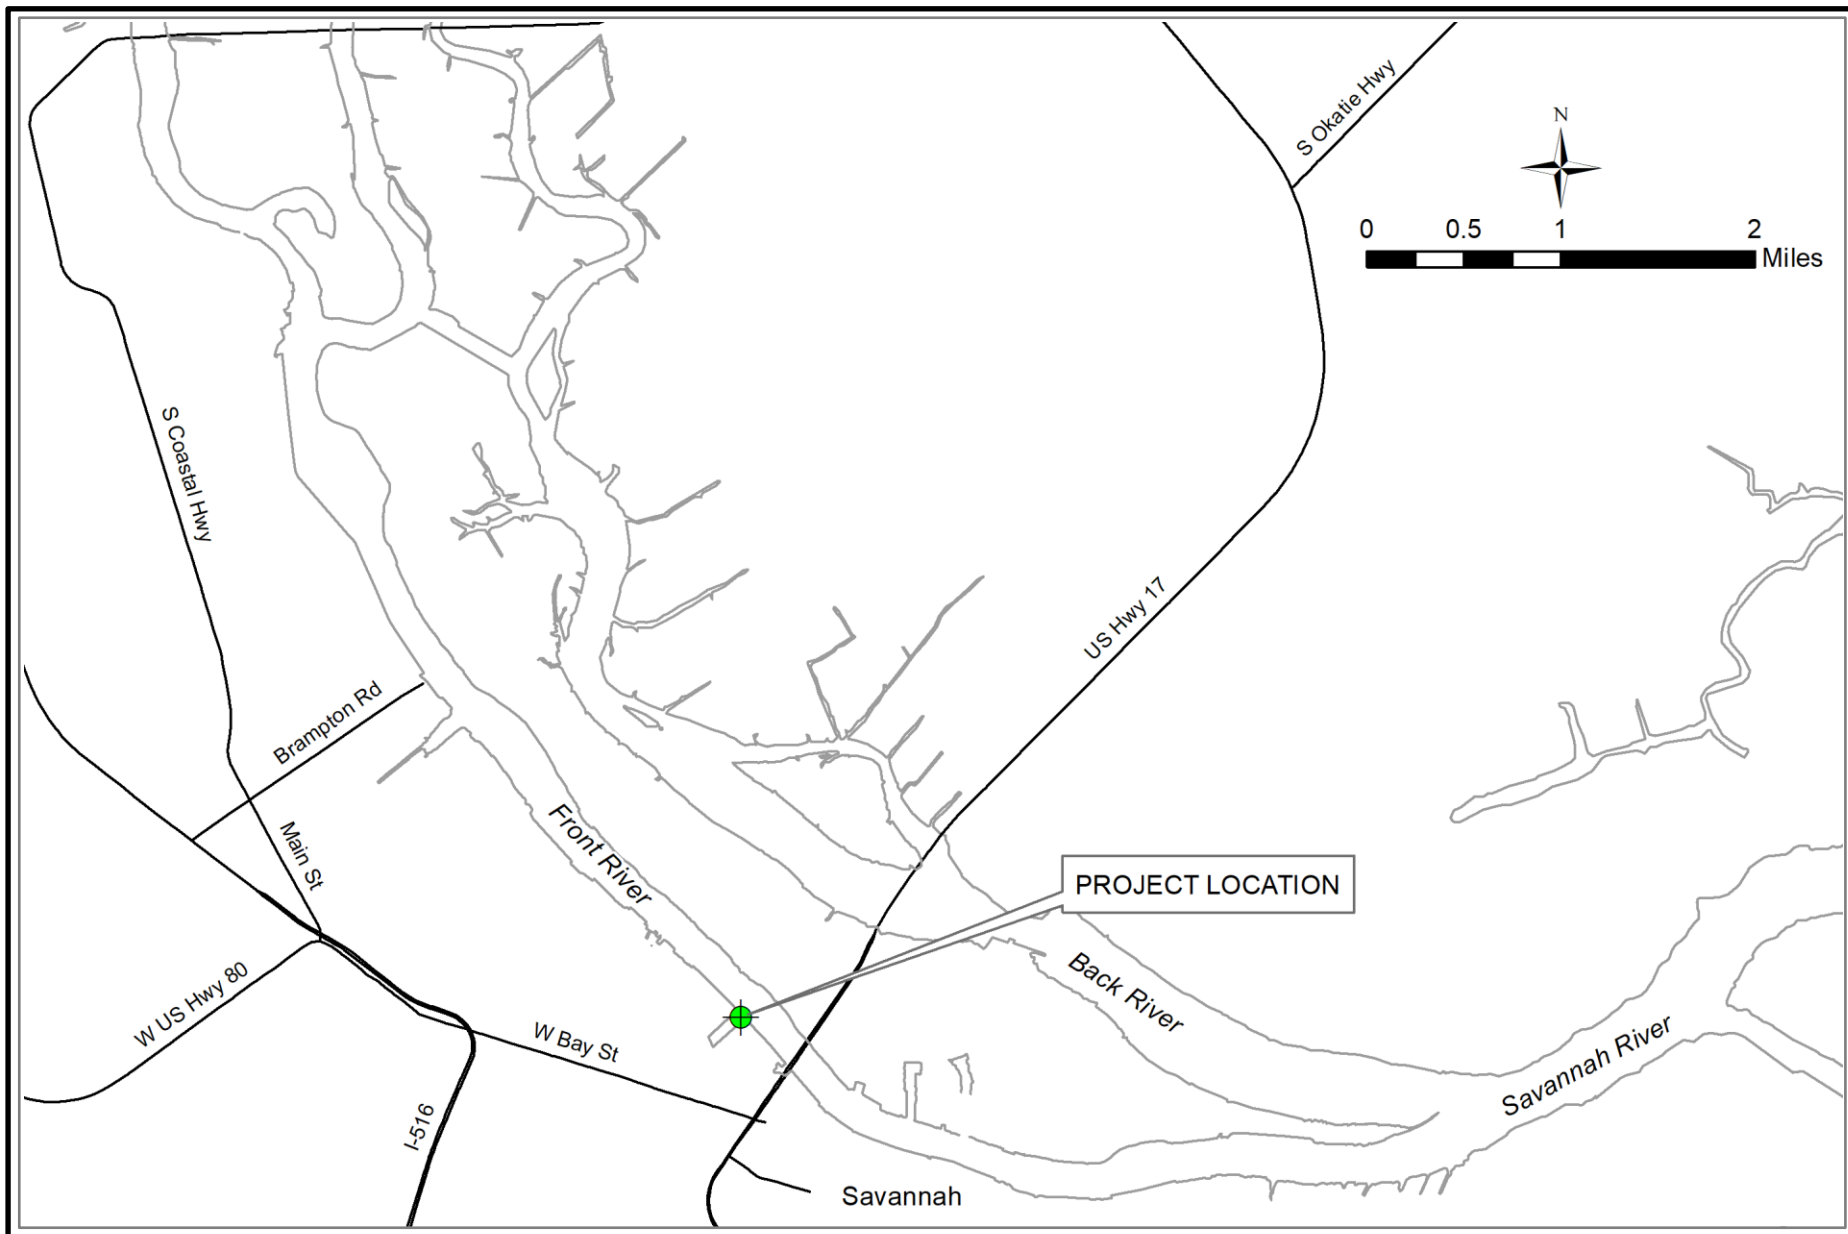 S Okatie Hwy
N
0 0.5 1 2
Miles
S Coastal Hwy
US Hwy 17
Brampton Rd
Main St
Front River
PROJECT LOCATION
Back River
W US Hwy 80
W Bay St
Savannah River
I-516
Savannah